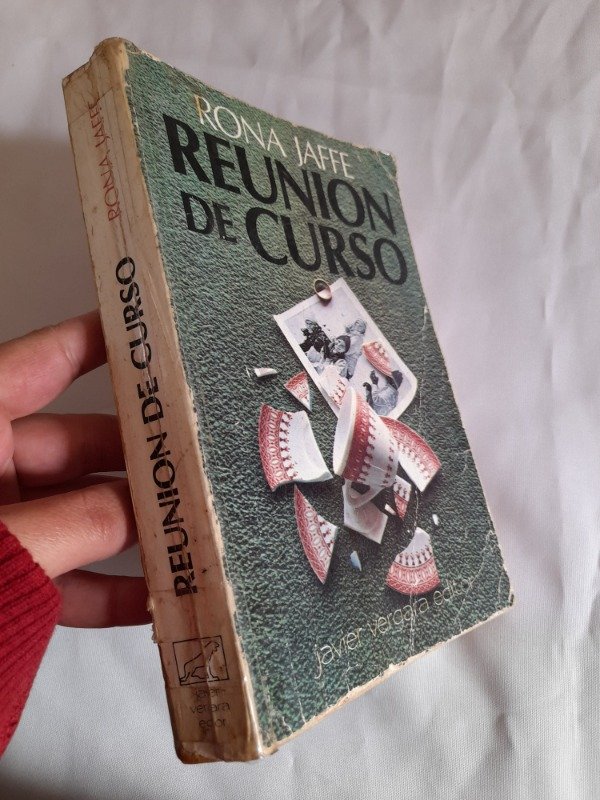 RONA JAFFE
REUNION
DE CURSO
javier vergara editor
RONA JAFFE
REUNION DE CURSO
javier
vergara
editor